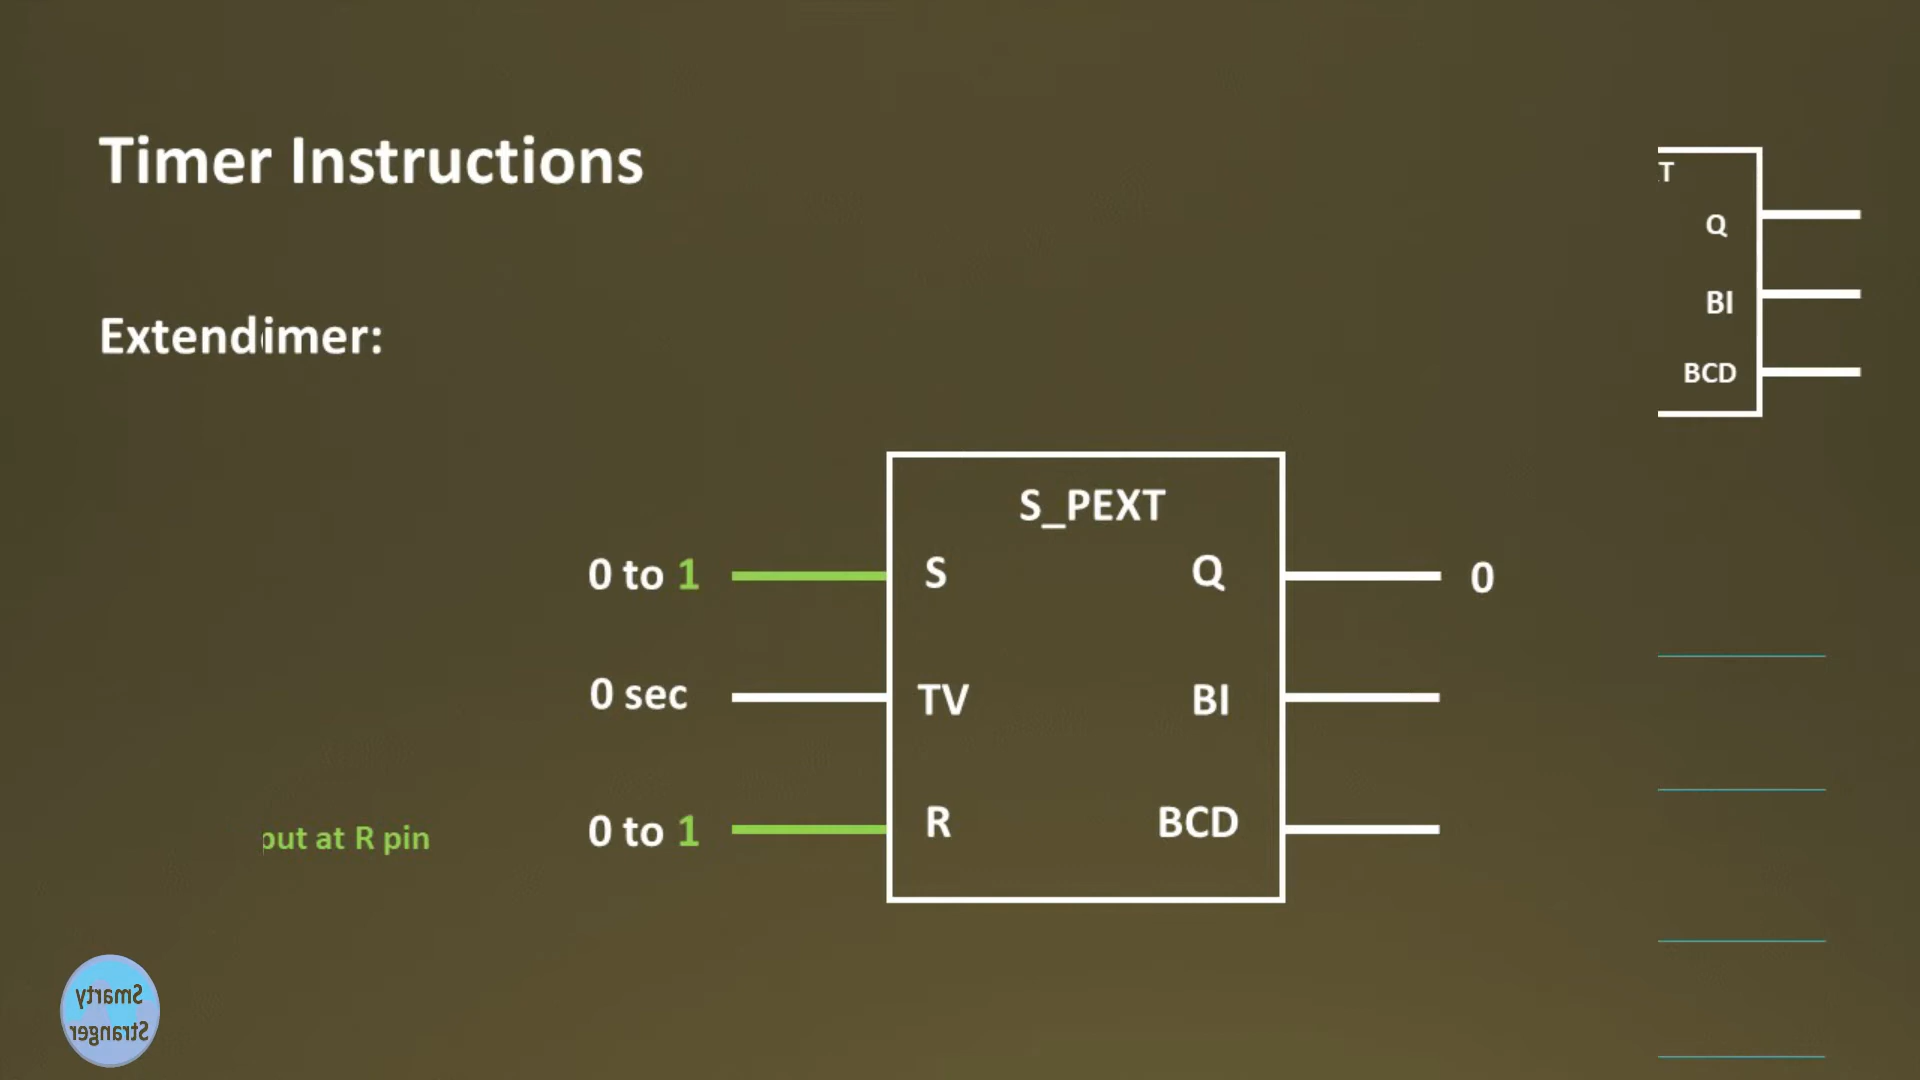 Timer Instructions
T
Q
BI
BCD
Extendimer:
S_PEXT
0 to 1 S Q 0
0 sec TV BI
0 to 1 R BCD
put at R pin
Smarty
Stranger